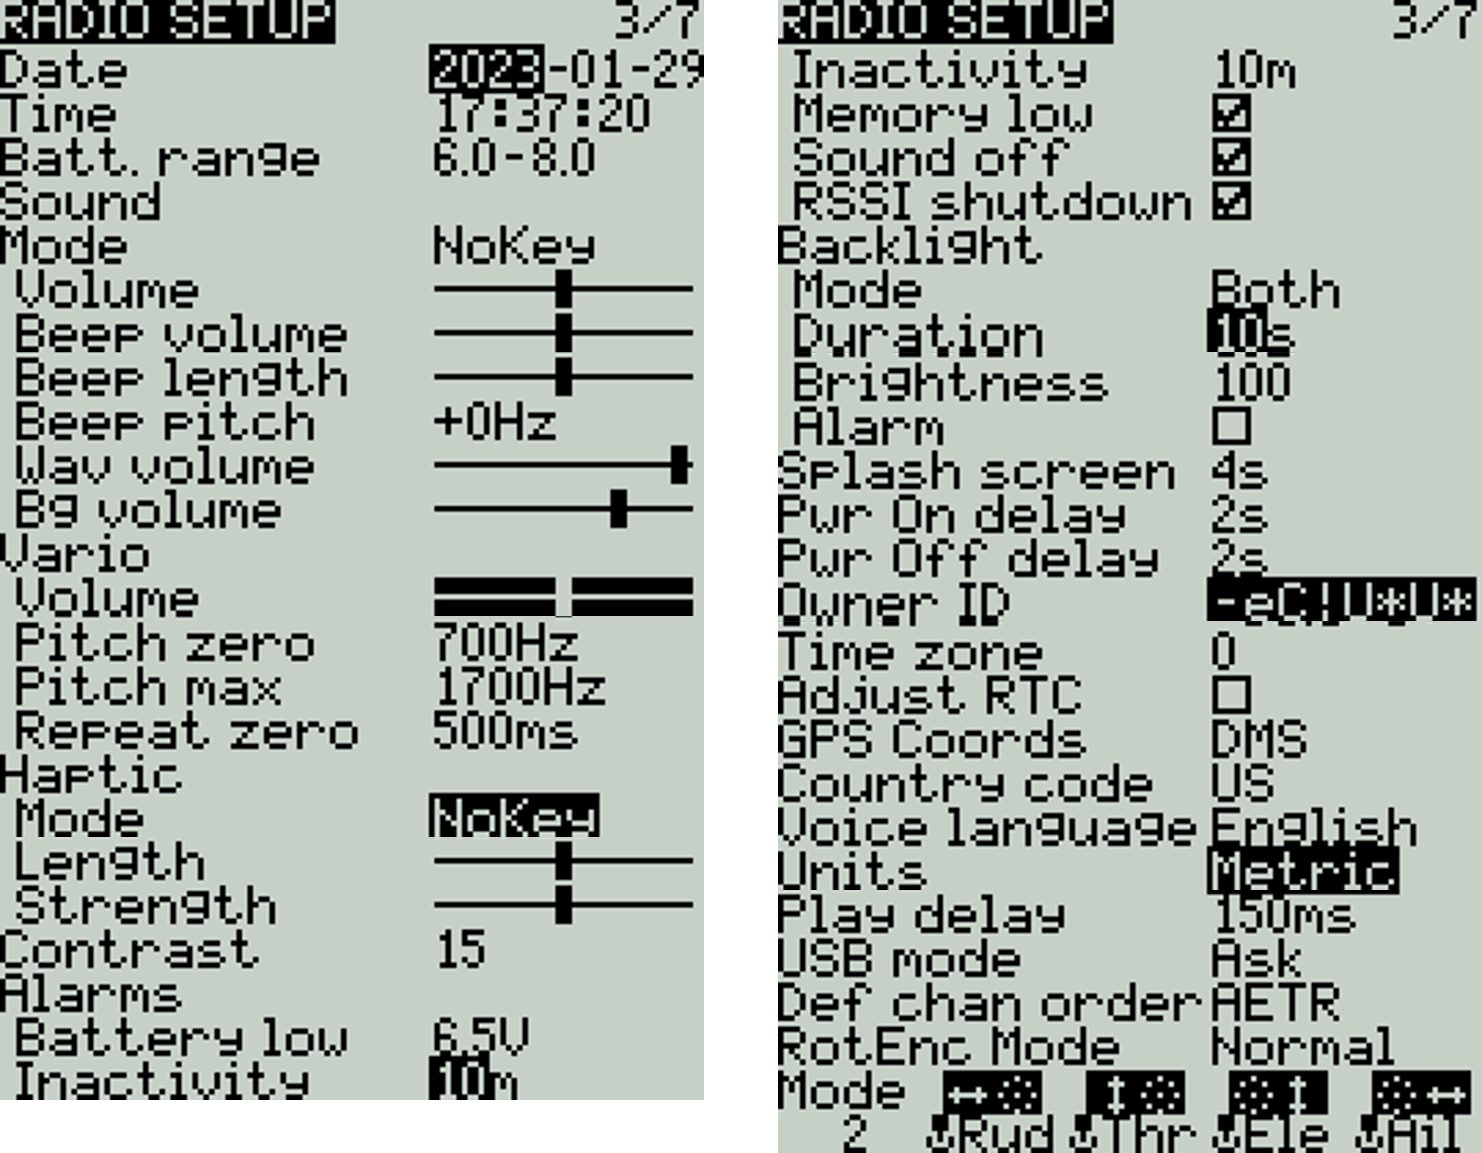 RADIO SETUP 3/7
Date 2023-01-29
Time 17:37:20
Batt. range 6.0-8.0
Sound
Mode NoKey
Volume
Beep volume
Beep length
Beep pitch +0Hz
Wav volume
Bg volume
Vario
Volume
Pitch zero 700Hz
Pitch max 1700Hz
Repeat zero 500ms
Haptic
Mode NoKey
Length
Strength
Contrast 15
Alarms
Battery low 6.5V
Inactivity 10m
RADIO SETUP 3/7
Inactivity 10m
Memory low
Sound off
RSSI shutdown
Backlight
Mode Both
Duration 10s
Brightness 100
Alarm
Splash screen 4s
Pwr On delay 2s
Pwr Off delay 2s
Owner ID -eC!U*U*
Time zone 0
Adjust RTC
GPS Coords DMS
Country code US
Voice language English
Units Metric
Play delay 150ms
USB mode Ask
Def chan order AETR
RotEnc Mode Normal
Mode
2 Rud Thr Ele Ail